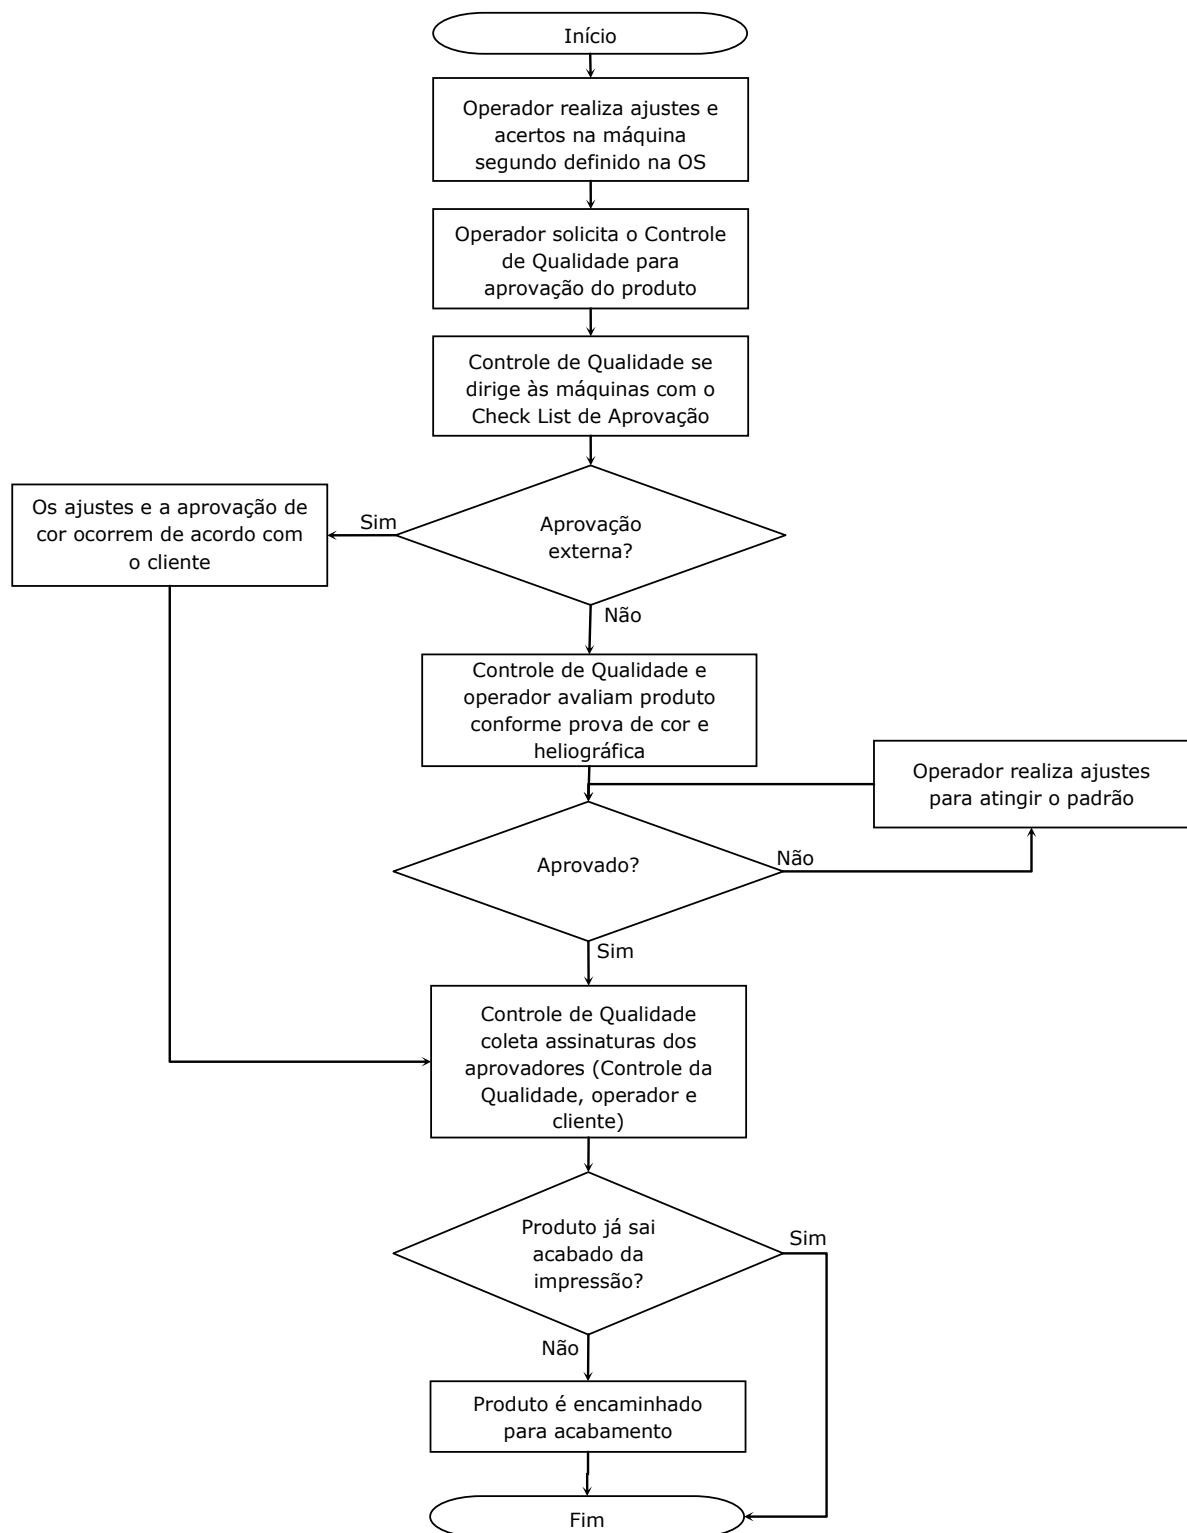 Início
Operador realiza ajustes e
acertos na máquina
segundo definido na OS
Operador solicita o Controle
de Qualidade para
aprovação do produto
Controle de Qualidade se
dirige às máquinas com o
Check List de Aprovação
Os ajustes e a aprovação de
cor ocorrem de acordo com
o cliente
Sim
Aprovação
externa?
Não
Controle de Qualidade e
operador avaliam produto
conforme prova de cor e
heliográfica
Operador realiza ajustes
para atingir o padrão
Aprovado?
Não
Sim
Controle de Qualidade
coleta assinaturas dos
aprovadores (Controle da
Qualidade, operador e
cliente)
Produto já sai
acabado da
impressão?
Sim
Não
Produto é encaminhado
para acabamento
Fim